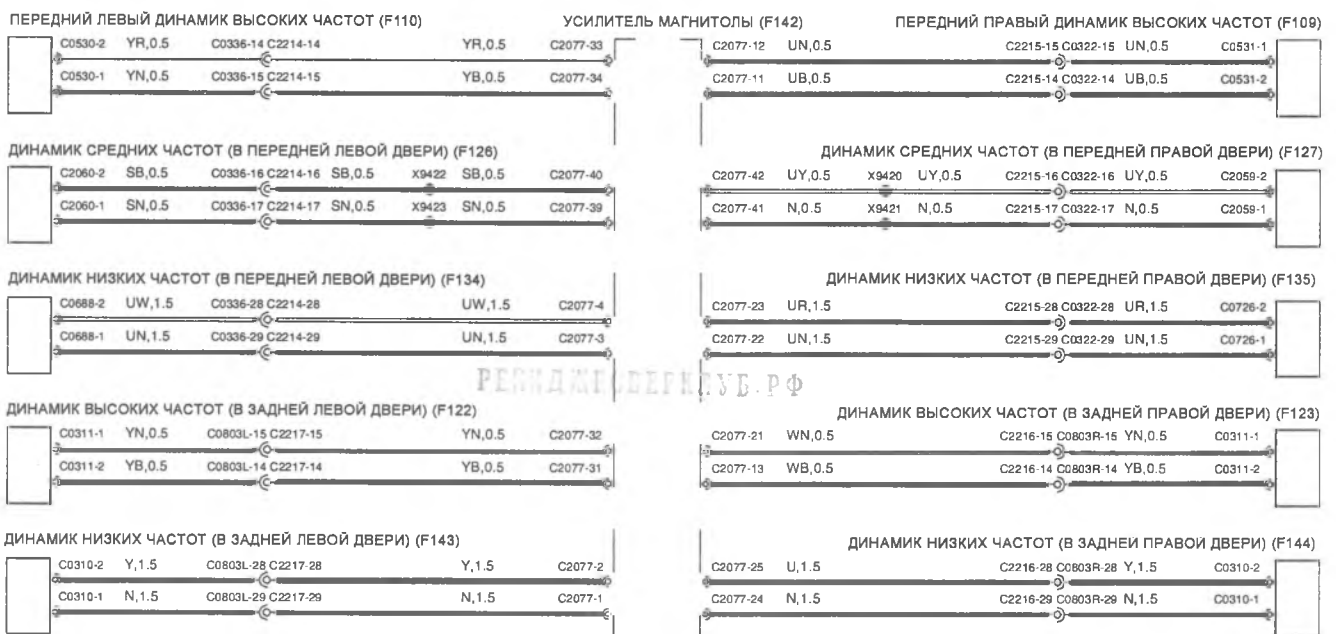 ПЕРЕДНИЙ ЛЕВЫЙ ДИНАМИК ВЫСОКИХ ЧАСТОТ (F110) УСИЛИТЕЛЬ МАГНИТОЛЫ (F142) ПЕРЕДНИЙ ПРАВЫЙ ДИНАМИК ВЫСОКИХ ЧАСТОТ (F109)
C0530-2 YR,0.5 C0336-14 C2214-14 YR,0.5 C2077-33 C2077-12 UN,0.5 C2215-15 C0322-15 UN,0.5 C0531-1
C0530-1 YN,0.5 C0336-15 C2214-15 YB,0.5 C2077-34 C2077-11 UB,0.5 C2215-14 C0322-14 UB,0.5 C0531-2
ДИНАМИК СРЕДНИХ ЧАСТОТ (В ПЕРЕДНЕЙ ЛЕВОЙ ДВЕРИ) (F126) ДИНАМИК СРЕДНИХ ЧАСТОТ (В ПЕРЕДНЕЙ ПРАВОЙ ДВЕРИ) (F127)
C2060-2 SB,0.5 C0336-16 C2214-16 SB,0.5 X9422 SB,0.5 C2077-40 C2077-42 UY,0.5 X9420 UY,0.5 C2215-16 C0322-16 UY,0.5 C2059-2
C2060-1 SN,0.5 C0336-17 C2214-17 SN,0.5 X9423 SN,0.5 C2077-39 C2077-41 N,0.5 X9421 N,0.5 C2215-17 C0322-17 N,0.5 C2059-1
ДИНАМИК НИЗКИХ ЧАСТОТ (В ПЕРЕДНЕЙ ЛЕВОЙ ДВЕРИ) (F134) ДИНАМИК НИЗКИХ ЧАСТОТ (В ПЕРЕДНЕЙ ПРАВОЙ ДВЕРИ) (F135)
C0688-2 UW,1.5 C0336-28 C2214-28 UW,1.5 C2077-4 C2077-23 UR,1.5 C2215-28 C0322-28 UR,1.5 C0726-2
C0688-1 UN,1.5 C0336-29 C2214-29 UN,1.5 C2077-3 C2077-22 UN,1.5 C2215-29 C0322-29 UN,1.5 C0726-1
ДИНАМИК ВЫСОКИХ ЧАСТОТ (В ЗАДНЕЙ ЛЕВОЙ ДВЕРИ) (F122) ДИНАМИК ВЫСОКИХ ЧАСТОТ (В ЗАДНЕЙ ПРАВОЙ ДВЕРИ) (F123)
C0311-1 YN,0.5 C0803L-15 C2217-15 YN,0.5 C2077-32 C2077-21 WN,0.5 C2216-15 C0803R-15 YN,0.5 C0311-1
C0311-2 YB,0.5 C0803L-14 C2217-14 YB,0.5 C2077-31 C2077-13 WB,0.5 C2216-14 C0803R-14 YB,0.5 C0311-2
ДИНАМИК НИЗКИХ ЧАСТОТ (В ЗАДНЕЙ ЛЕВОЙ ДВЕРИ) (F143) ДИНАМИК НИЗКИХ ЧАСТОТ (В ЗАДНЕЙ ПРАВОЙ ДВЕРИ) (F144)
C0310-2 Y,1.5 C0803L-28 C2217-28 Y,1.5 C2077-2 C2077-25 U,1.5 C2216-28 C0803R-28 Y,1.5 C0310-2
C0310-1 N,1.5 C0803L-29 C2217-29 N,1.5 C2077-1 C2077-24 N,1.5 C2216-29 C0803R-29 N,1.5 C0310-1